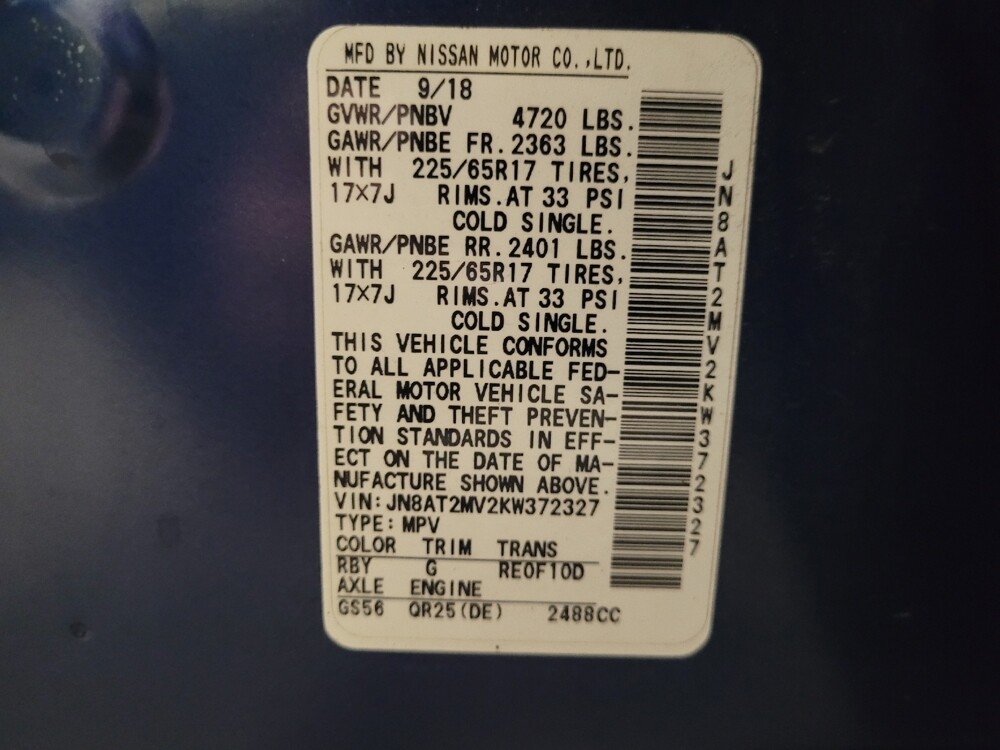 MFD BY NISSAN MOTOR CO.,LTD.
DATE 9/18
GVWR/PNBV 4720 LBS.
GAWR/PNBE FR.2363 LBS.
WITH 225/65R17 TIRES,
17X7J RIMS.AT 33 PSI
COLD SINGLE.
GAWR/PNBE RR.2401 LBS.
WITH 225/65R17 TIRES,
17X7J RIMS.AT 33 PSI
COLD SINGLE.
THIS VEHICLE CONFORMS
TO ALL APPLICABLE FED-
ERAL MOTOR VEHICLE SA-
FETY AND THEFT PREVEN-
TION STANDARDS IN EFF-
ECT ON THE DATE OF MA-
NUFACTURE SHOWN ABOVE.
VIN:JN8AT2MV2KW372327
TYPE:MPV
COLOR TRIM TRANS
RBY G RE0F10D
AXLE ENGINE
GS56 QR25(DE) 2488CC
JN8AT2MV2KW372327